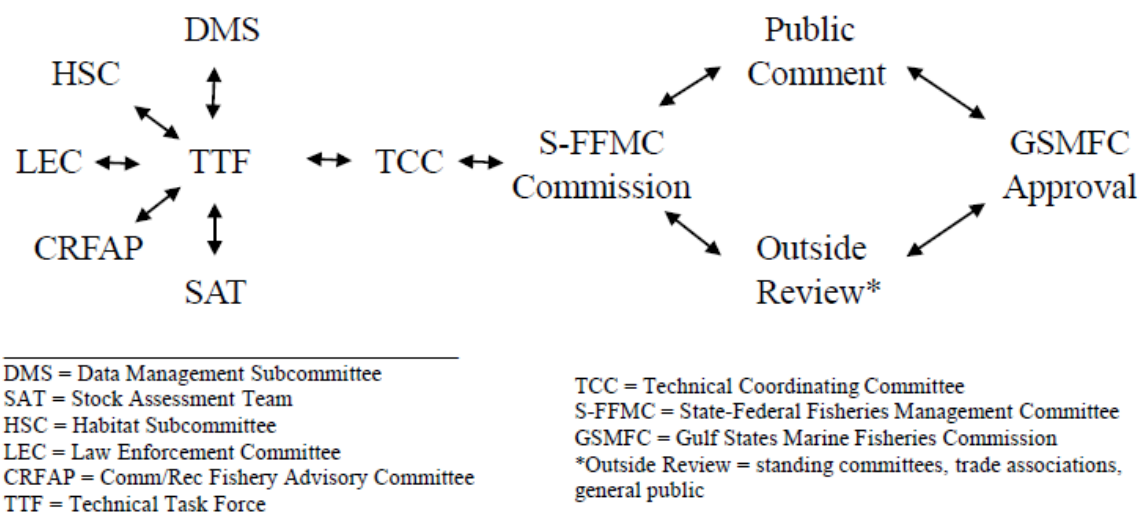 DMS
Public
Comment
HSC
LEC TTF TCC S-FFMC
Commission
GSMFC
Approval
CRFAP
Outside
Review*
SAT
DMS = Data Management Subcommittee
SAT = Stock Assessment Team
HSC = Habitat Subcommittee
LEC = Law Enforcement Committee
CRFAP = Comm/Rec Fishery Advisory Committee
TTF = Technical Task Force
TCC = Technical Coordinating Committee
S-FFMC = State-Federal Fisheries Management Committee
GSMFC = Gulf States Marine Fisheries Commission
*Outside Review = standing committees, trade associations,
general public